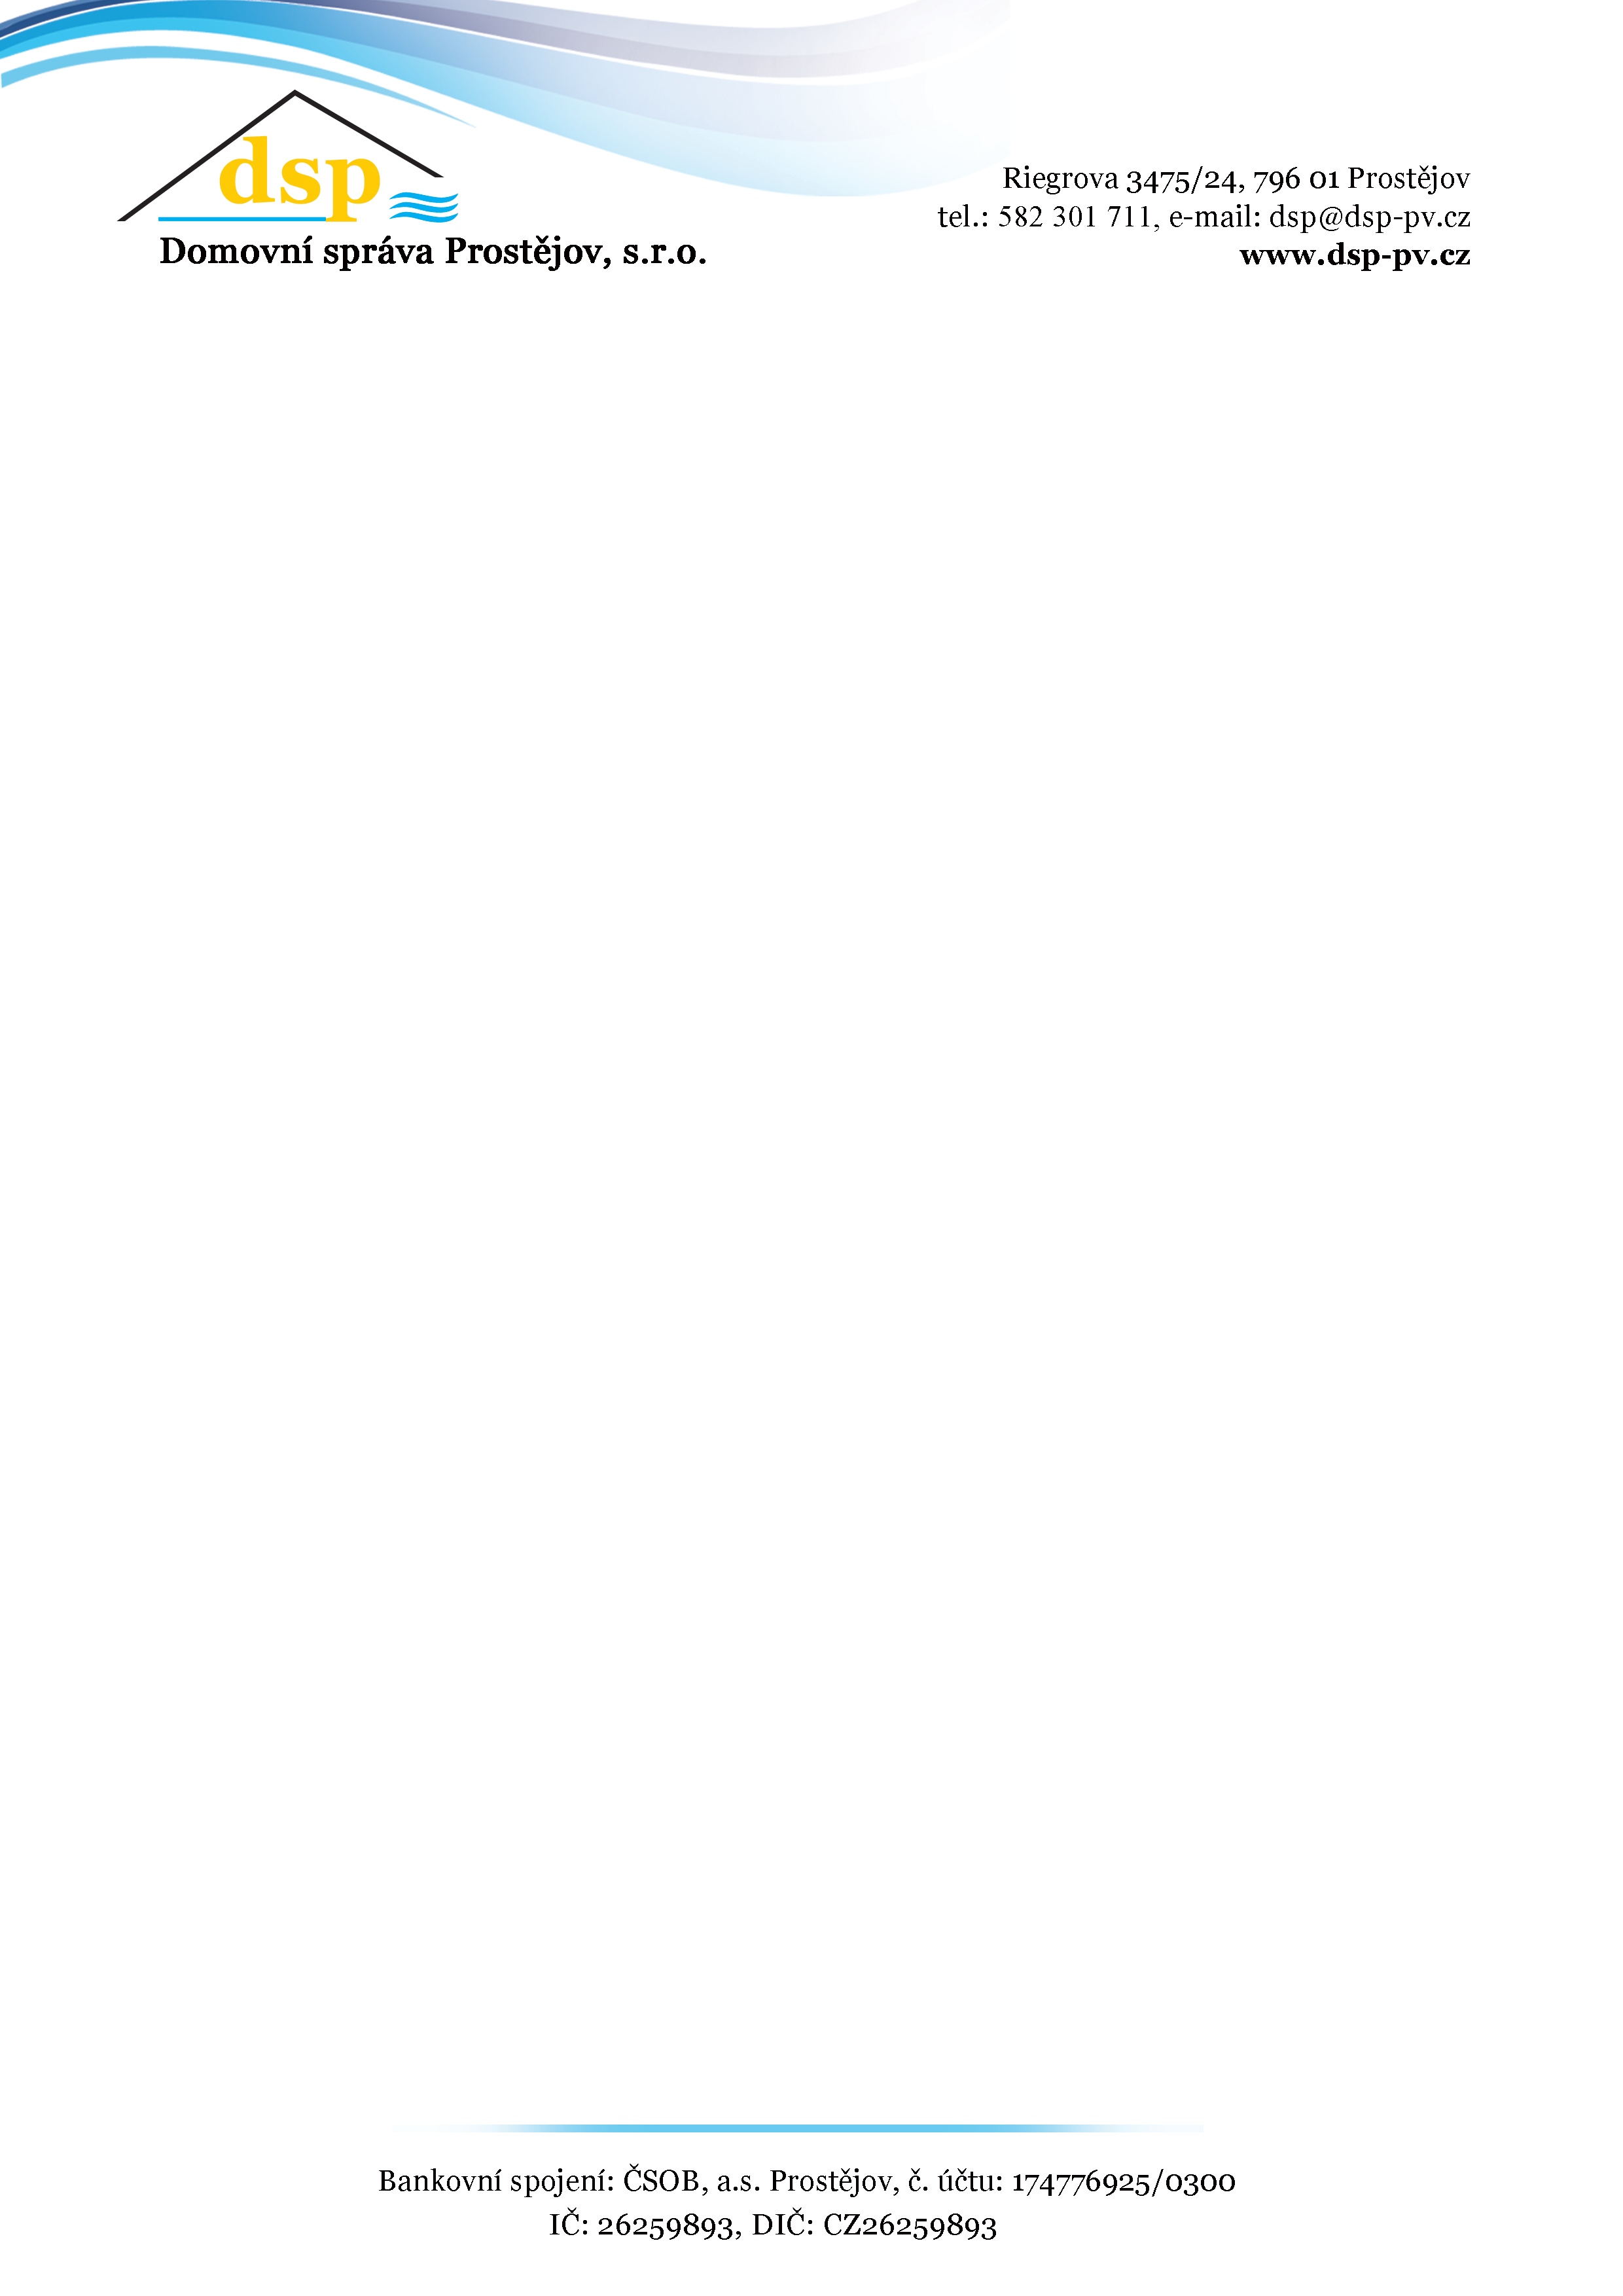 dsp
Domovní správa Prostějov, s.r.o.
Riegrova 3475/24, 796 01 Prostějov
tel.: 582 301 711, e-mail: dsp@dsp-pv.cz
www.dsp-pv.cz
Bankovní spojení: ČSOB, a.s. Prostějov, č. účtu: 174776925/0300
IČ: 26259893, DIČ: CZ26259893